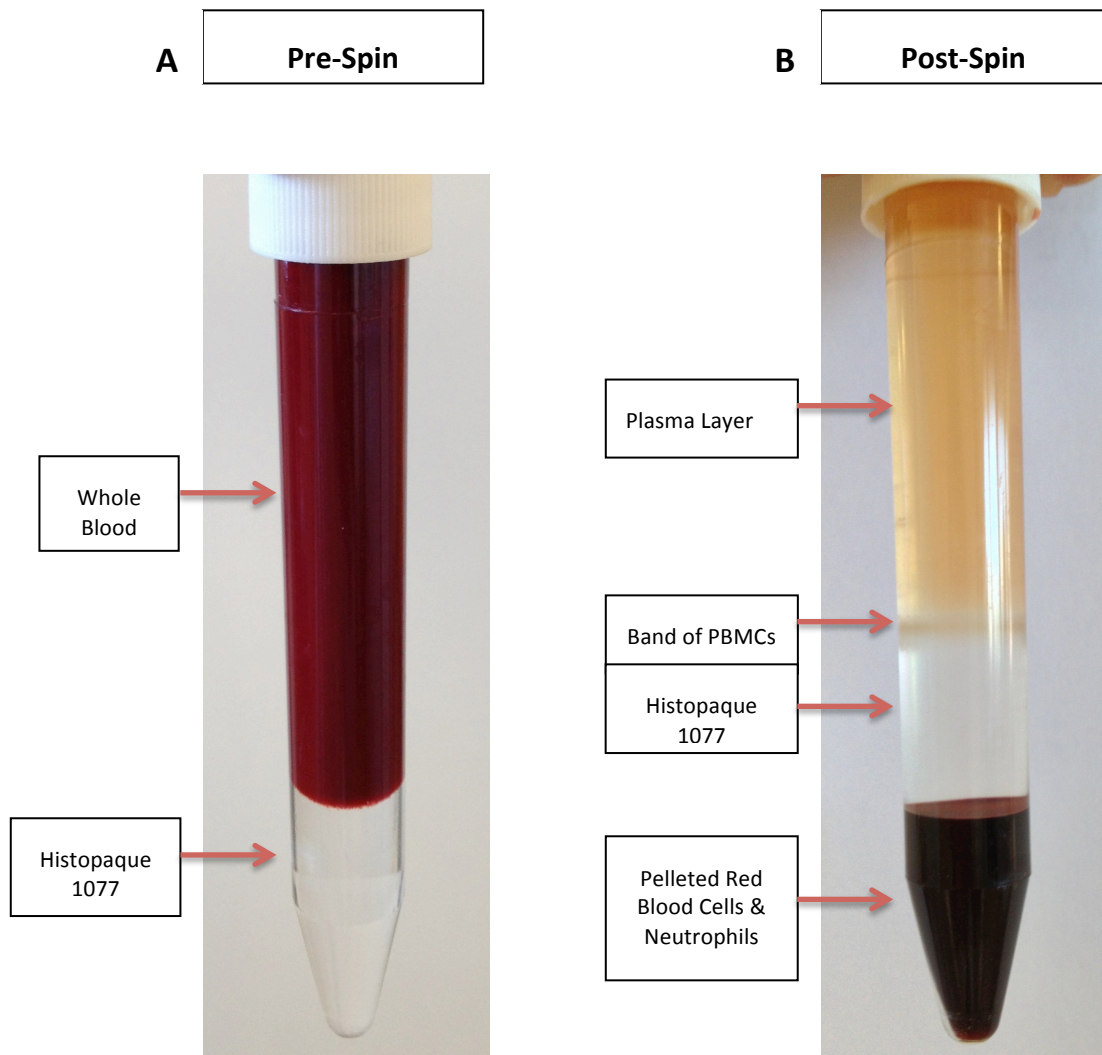 A
Pre-Spin
Whole
Blood
Histopaque
1077
B
Post-Spin
Plasma Layer
Band of PBMCs
Histopaque
1077
Pelleted Red
Blood Cells &
Neutrophils